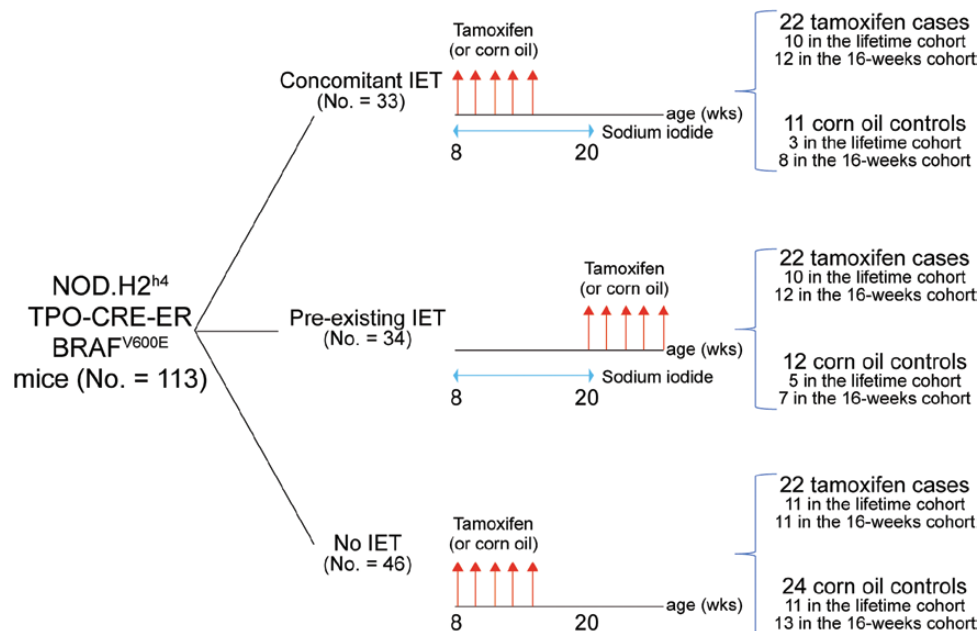 NOD.H2ʰ⁴
TPO-CRE-ER
BRAFⱽ⁶⁰⁰ᴱ
mice (No. = 113)
Concomitant IET
(No. = 33)
Tamoxifen
(or corn oil)
age (wks)
Sodium iodide
8
20
22 tamoxifen cases
10 in the lifetime cohort
12 in the 16-weeks cohort
11 corn oil controls
3 in the lifetime cohort
8 in the 16-weeks cohort
Pre-existing IET
(No. = 34)
Tamoxifen
(or corn oil)
age (wks)
Sodium iodide
8
20
22 tamoxifen cases
10 in the lifetime cohort
12 in the 16-weeks cohort
12 corn oil controls
5 in the lifetime cohort
7 in the 16-weeks cohort
No IET
(No. = 46)
Tamoxifen
(or corn oil)
age (wks)
8
20
22 tamoxifen cases
11 in the lifetime cohort
11 in the 16-weeks cohort
24 corn oil controls
11 in the lifetime cohort
13 in the 16-weeks cohort